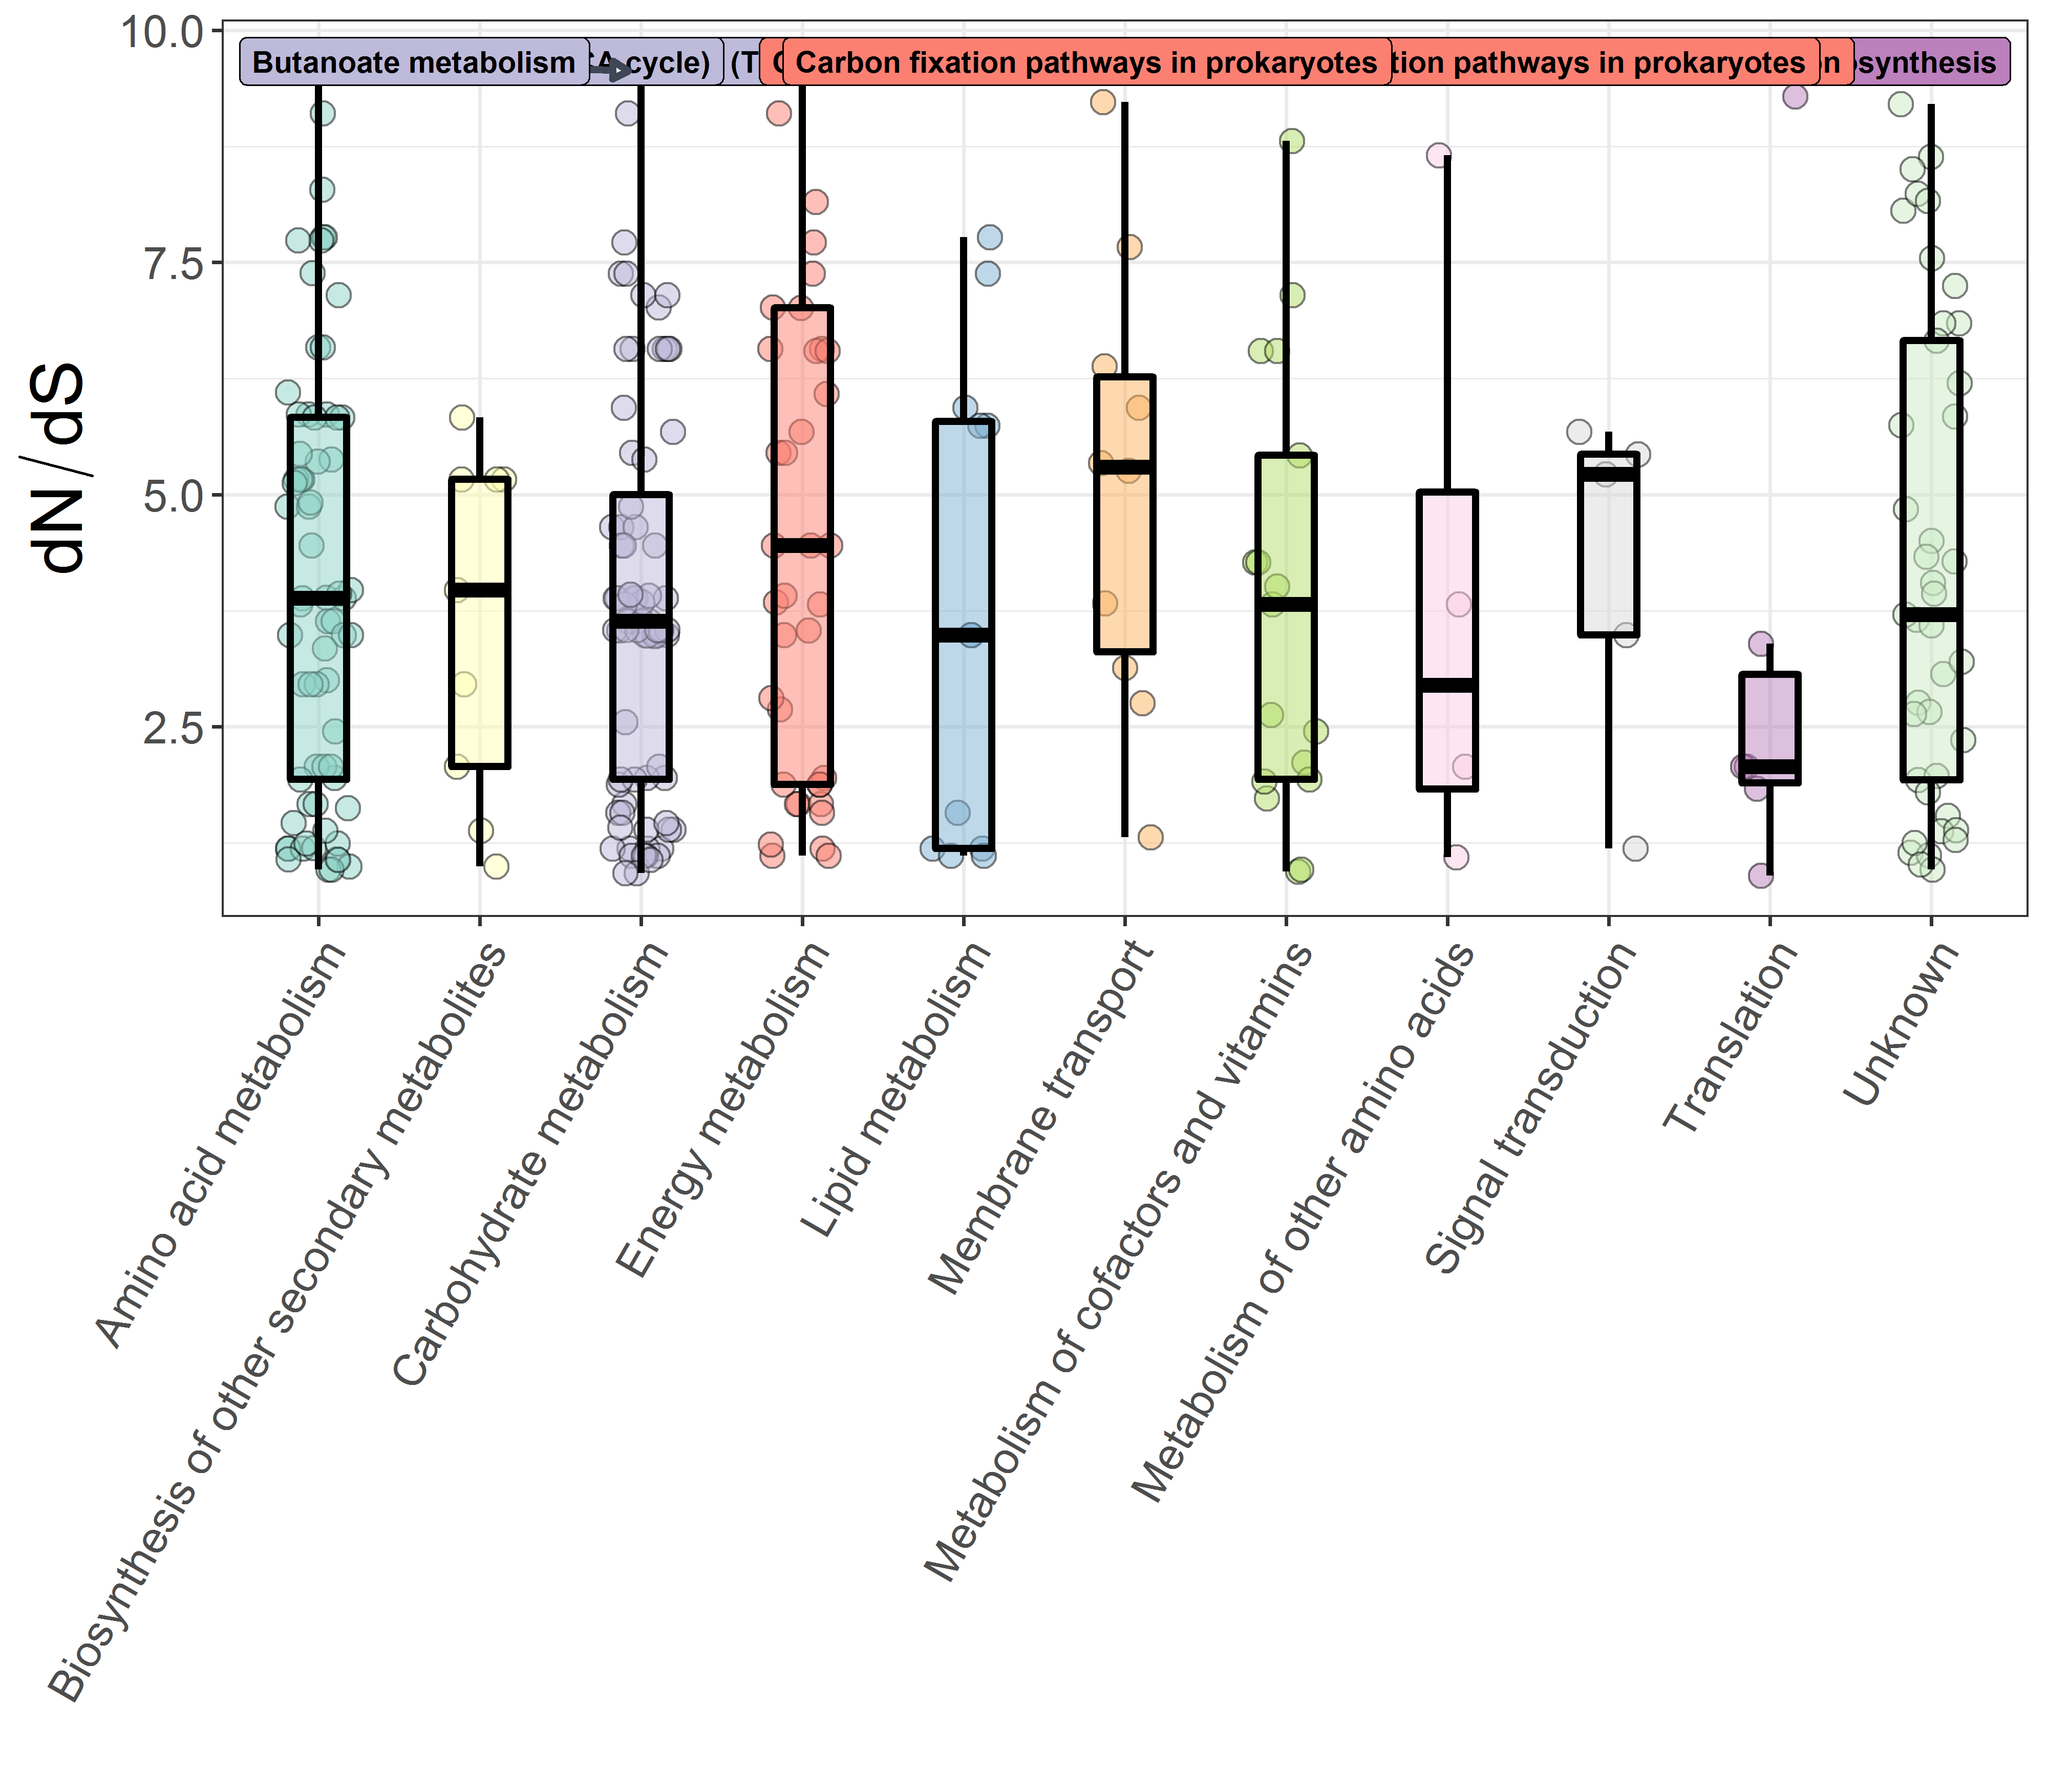 dN / dS
10.0
7.5
5.0
2.5
Butanoate metabolism
cycle)
Carbon fixation pathways in prokaryotes
pathways in prokaryotes
Amino acid metabolism
Biosynthesis of other secondary metabolites
Carbohydrate metabolism
Energy metabolism
Lipid metabolism
Membrane transport
Metabolism of cofactors and vitamins
Metabolism of other amino acids
Signal transduction
Translation
Unknown